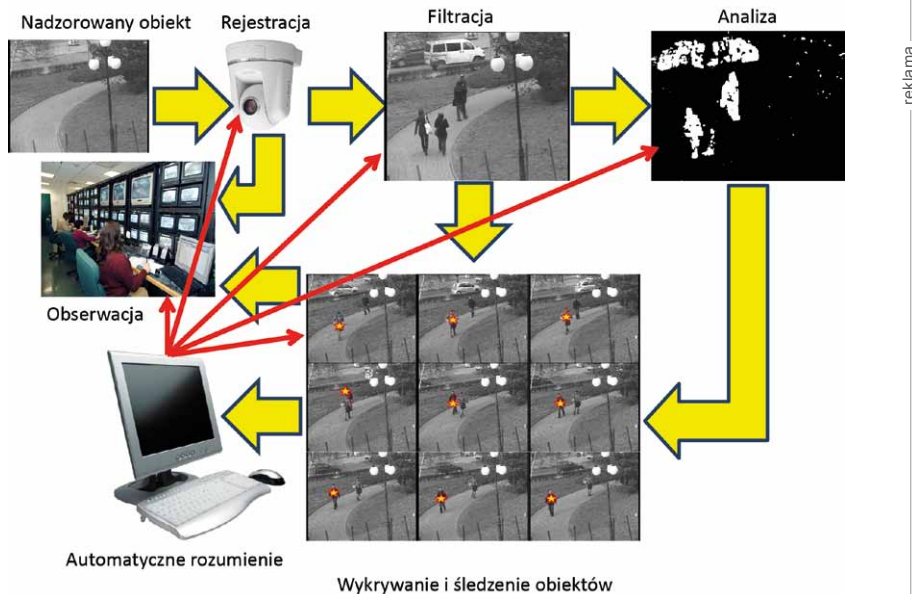 Nadzorowany obiekt
Rejestracja
Filtracja
Analiza
reklama
Obserwacja
Automatyczne rozumienie
Wykrywanie i śledzenie obiektów